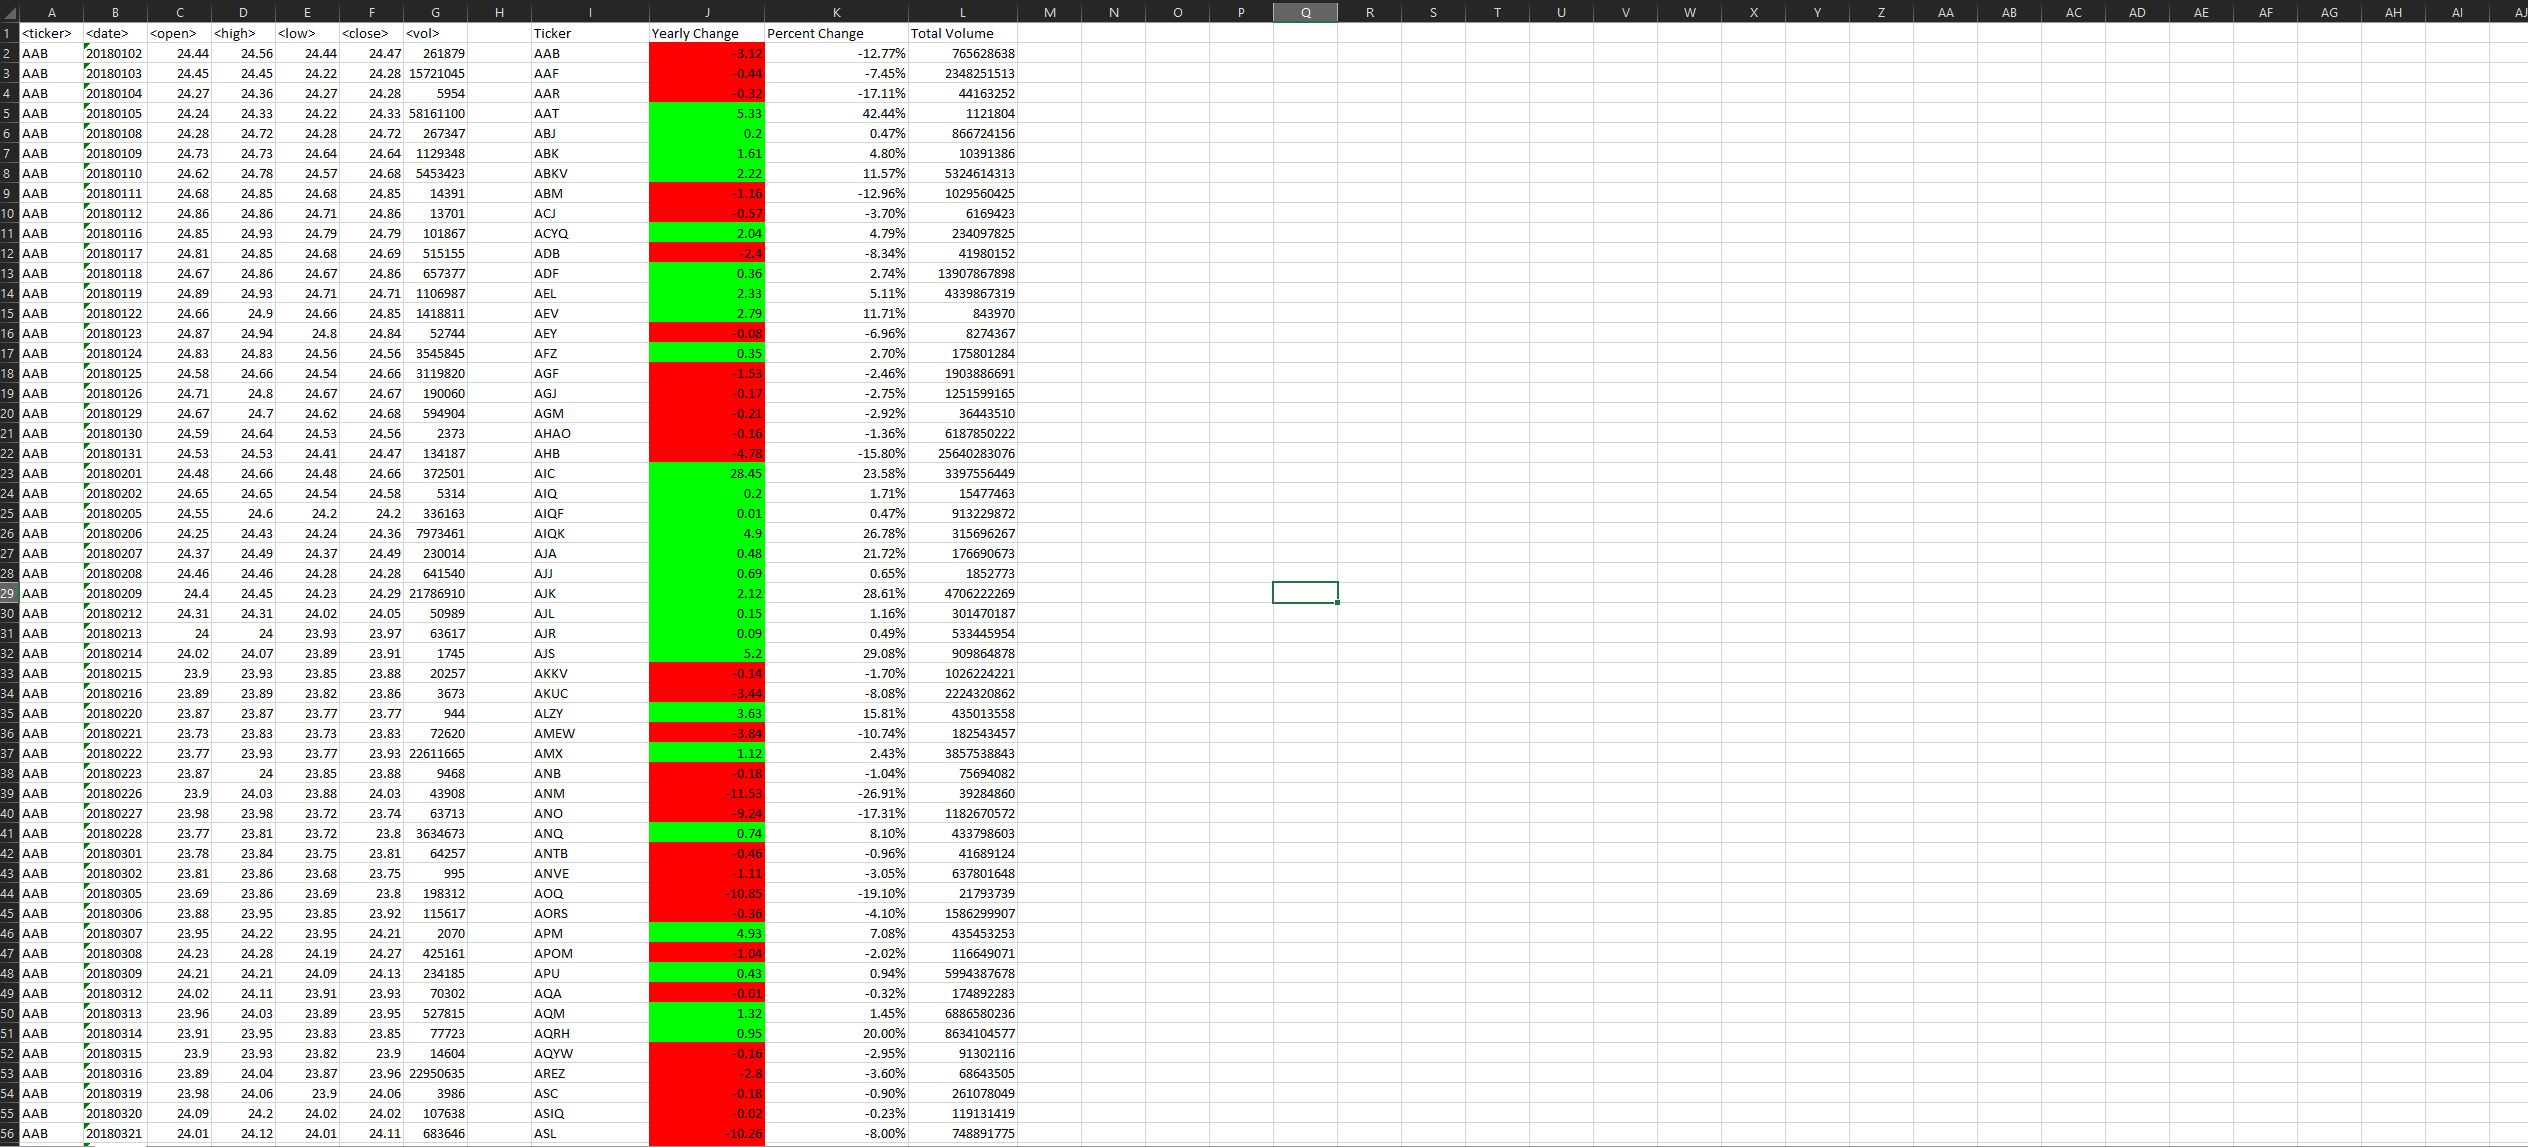 A B C D E F G H I J K L M N O P Q R S T U V W X Y Z AA AB AC AD AE AF AG AH AI AJ
1 <ticker> <date> <open> <high> <low> <close> <vol> Ticker Yearly Change Percent Change Total Volume
2 AAB 20180102 24.44 24.56 24.44 24.47 261879 AAB -3.12 -12.77% 765628638
3 AAB 20180103 24.45 24.45 24.22 24.28 15721045 AAF -0.44 -7.45% 2348251513
4 AAB 20180104 24.27 24.36 24.27 24.28 5954 AAR -0.32 -17.11% 44163252
5 AAB 20180105 24.24 24.33 24.22 24.33 58161100 AAT 5.33 42.44% 1121804
6 AAB 20180108 24.28 24.72 24.28 24.72 267347 ABJ 0.2 0.47% 866724156
7 AAB 20180109 24.73 24.73 24.64 24.64 1129348 ABK 1.61 4.80% 10391386
8 AAB 20180110 24.62 24.78 24.57 24.68 5453423 ABKV 2.22 11.57% 5324614313
9 AAB 20180111 24.68 24.85 24.68 24.85 14391 ABM -1.16 -12.96% 1029560425
10 AAB 20180112 24.86 24.86 24.71 24.86 13701 ACJ -0.57 -3.70% 6169423
11 AAB 20180116 24.85 24.93 24.79 24.79 101867 ACYQ 2.04 4.79% 234097825
12 AAB 20180117 24.81 24.85 24.68 24.69 515155 ADB -2.4 -8.34% 41980152
13 AAB 20180118 24.67 24.86 24.67 24.86 657377 ADF 0.36 2.74% 13907867898
14 AAB 20180119 24.89 24.93 24.71 24.71 1106987 AEL 2.33 5.11% 4339867319
15 AAB 20180122 24.66 24.9 24.66 24.85 1418811 AEV 2.79 11.71% 843970
16 AAB 20180123 24.87 24.94 24.8 24.84 52744 AEY -0.08 -6.96% 8274367
17 AAB 20180124 24.83 24.83 24.56 24.56 3545845 AFZ 0.35 2.70% 175801284
18 AAB 20180125 24.58 24.66 24.54 24.66 3119820 AGF -1.53 -2.46% 1903886691
19 AAB 20180126 24.71 24.8 24.67 24.67 190060 AGJ -0.17 -2.75% 1251599165
20 AAB 20180129 24.67 24.7 24.62 24.68 594904 AGM -0.21 -2.92% 36443510
21 AAB 20180130 24.59 24.64 24.53 24.56 2373 AHAO -0.16 -1.36% 6187850222
22 AAB 20180131 24.53 24.53 24.41 24.47 134187 AHB -4.78 -15.80% 25640283076
23 AAB 20180201 24.48 24.66 24.48 24.66 372501 AIC 28.45 23.58% 3397556449
24 AAB 20180202 24.65 24.65 24.54 24.58 5314 AIQ 0.2 1.71% 15477463
25 AAB 20180205 24.55 24.6 24.2 24.2 336163 AIQF 0.01 0.47% 913229872
26 AAB 20180206 24.25 24.43 24.24 24.36 7973461 AIQK 4.9 26.78% 315696267
27 AAB 20180207 24.37 24.49 24.37 24.49 230014 AJA 0.48 21.72% 176690673
28 AAB 20180208 24.46 24.46 24.28 24.28 641540 AJJ 0.69 0.65% 1852773
29 AAB 20180209 24.4 24.45 24.23 24.29 21786910 AJK 2.12 28.61% 4706222269
30 AAB 20180212 24.31 24.31 24.02 24.05 50989 AJL 0.15 1.16% 301470187
31 AAB 20180213 24 24 23.93 23.97 63617 AJR 0.09 0.49% 533445954
32 AAB 20180214 24.02 24.07 23.89 23.91 1745 AJS 5.2 29.08% 909864878
33 AAB 20180215 23.9 23.93 23.85 23.88 20257 AKKV -0.14 -1.70% 1026224221
34 AAB 20180216 23.89 23.89 23.82 23.86 3673 AKUC -3.44 -8.08% 2224320862
35 AAB 20180220 23.87 23.87 23.77 23.77 944 ALZY 3.63 15.81% 435013558
36 AAB 20180221 23.73 23.83 23.73 23.83 72620 AMEW -3.84 -10.74% 182543457
37 AAB 20180222 23.77 23.93 23.77 23.93 22611665 AMX 1.12 2.43% 3857538843
38 AAB 20180223 23.87 24 23.85 23.88 9468 ANB -0.18 -1.04% 75694082
39 AAB 20180226 23.9 24.03 23.88 24.03 43908 ANM -11.53 -26.91% 39284860
40 AAB 20180227 23.98 23.98 23.72 23.74 63713 ANO -9.24 -17.31% 1182670572
41 AAB 20180228 23.77 23.81 23.72 23.8 3634673 ANQ 0.74 8.10% 433798603
42 AAB 20180301 23.78 23.84 23.75 23.81 64257 ANTB -0.46 -0.96% 41689124
43 AAB 20180302 23.81 23.86 23.68 23.75 995 ANVE -1.11 -3.05% 637801648
44 AAB 20180305 23.69 23.86 23.69 23.8 198312 AOQ -10.85 -19.10% 21793739
45 AAB 20180306 23.88 23.95 23.85 23.92 115617 AORS -0.36 -4.10% 1586299907
46 AAB 20180307 23.95 24.22 23.95 24.21 2070 APM 4.93 7.08% 435453253
47 AAB 20180308 24.23 24.28 24.19 24.27 425161 APOM -1.04 -2.02% 116649071
48 AAB 20180309 24.21 24.21 24.09 24.13 234185 APU 0.43 0.94% 5994387678
49 AAB 20180312 24.02 24.11 23.91 23.93 70302 AQA -0.01 -0.32% 174892283
50 AAB 20180313 23.96 24.03 23.89 23.95 527815 AQM 1.32 1.45% 6886580236
51 AAB 20180314 23.91 23.95 23.83 23.85 77723 AQRH 0.95 20.00% 8634104577
52 AAB 20180315 23.9 23.93 23.82 23.9 14604 AQYW -0.16 -2.95% 91302116
53 AAB 20180316 23.89 24.04 23.87 23.96 22950635 AREZ -2.8 -3.60% 68643505
54 AAB 20180319 23.98 24.06 23.9 24.06 3986 ASC -0.18 -0.90% 261078049
55 AAB 20180320 24.09 24.2 24.02 24.02 107638 ASIQ -0.02 -0.23% 119131419
56 AAB 20180321 24.01 24.12 24.01 24.11 683646 ASL -10.26 -8.00% 748891775